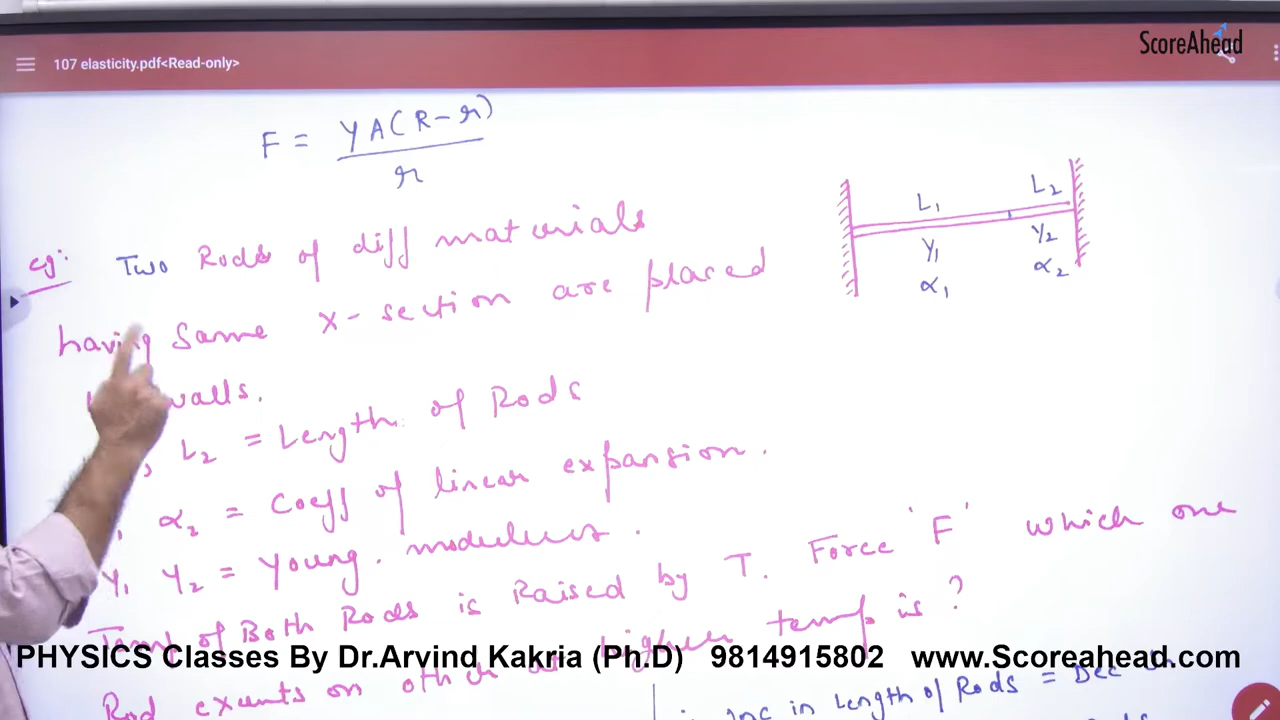 ScoreAhead
107 elasticity.pdf<Read-only>
F = YA(R-r)
r
L1 L2
Y1 Y2
α1 α2
eg: Two Rods of diff materials
having same x-section are placed
walls.
, L2 = Length of Rods
, α2 = Coeff of linear expansion.
Y1, Y2 = Young. modulus.
Temp of Both Rods is Raised by T. Force 'F' which one
Rod exerts on other at higher temp is?
inc in Length of Rods = Dec in
PHYSICS Classes By Dr.Arvind Kakria (Ph.D) 9814915802 www.Scoreahead.com